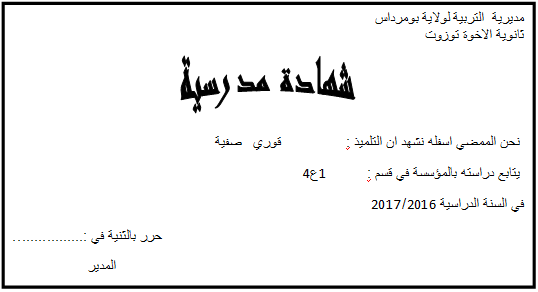 مديرية التربية لولاية بومرداس
ثانوية الاخوة توزوت
شهادة مدرسية
نحن الممضي اسفله نشهد ان التلميذ : قوري صفية
يتابع دراسته بالمؤسسة في قسم : 1ع4
في السنة الدراسية 2017/2016
حرر بالثنية في :..................
المدير